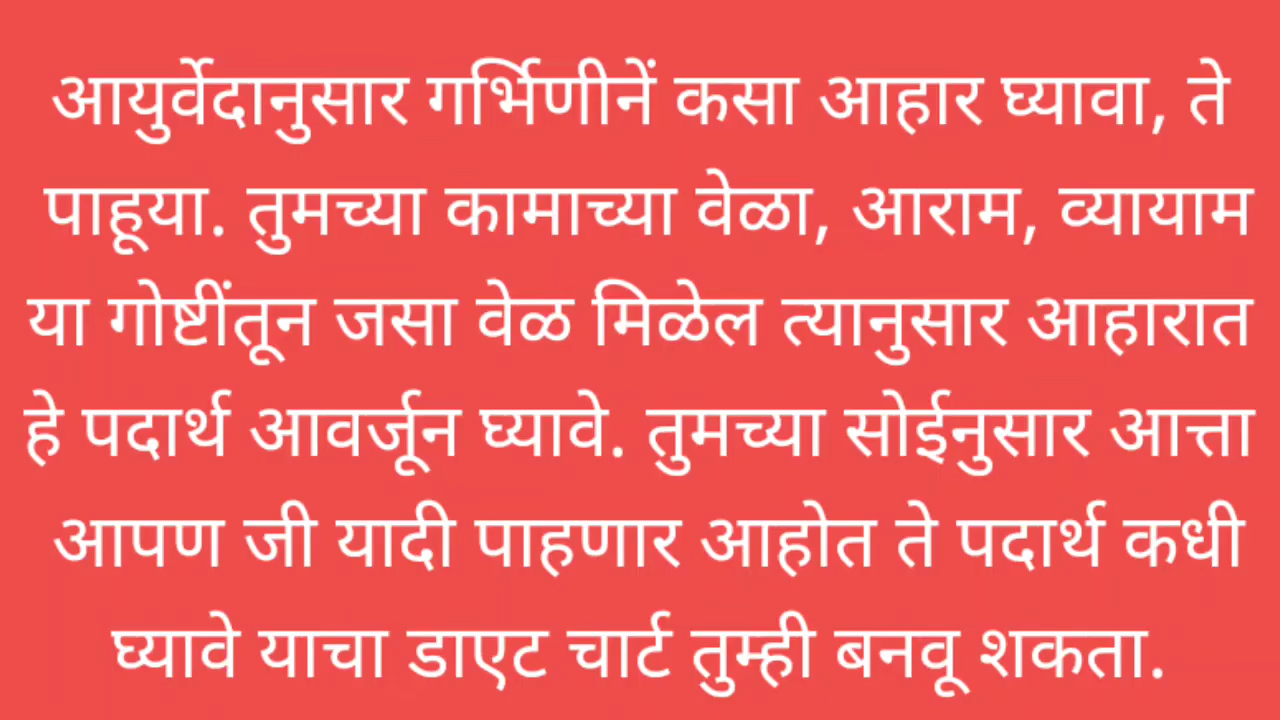 आयुर्वेदानुसार गर्भिणीनें कसा आहार घ्यावा, ते
पाहूया. तुमच्या कामाच्या वेळा, आराम, व्यायाम
या गोष्टींतून जसा वेळ मिळेल त्यानुसार आहारात
हे पदार्थ आवर्जून घ्यावे. तुमच्या सोईनुसार आत्ता
आपण जी यादी पाहणार आहोत ते पदार्थ कधी
घ्यावे याचा डाएट चार्ट तुम्ही बनवू शकता.